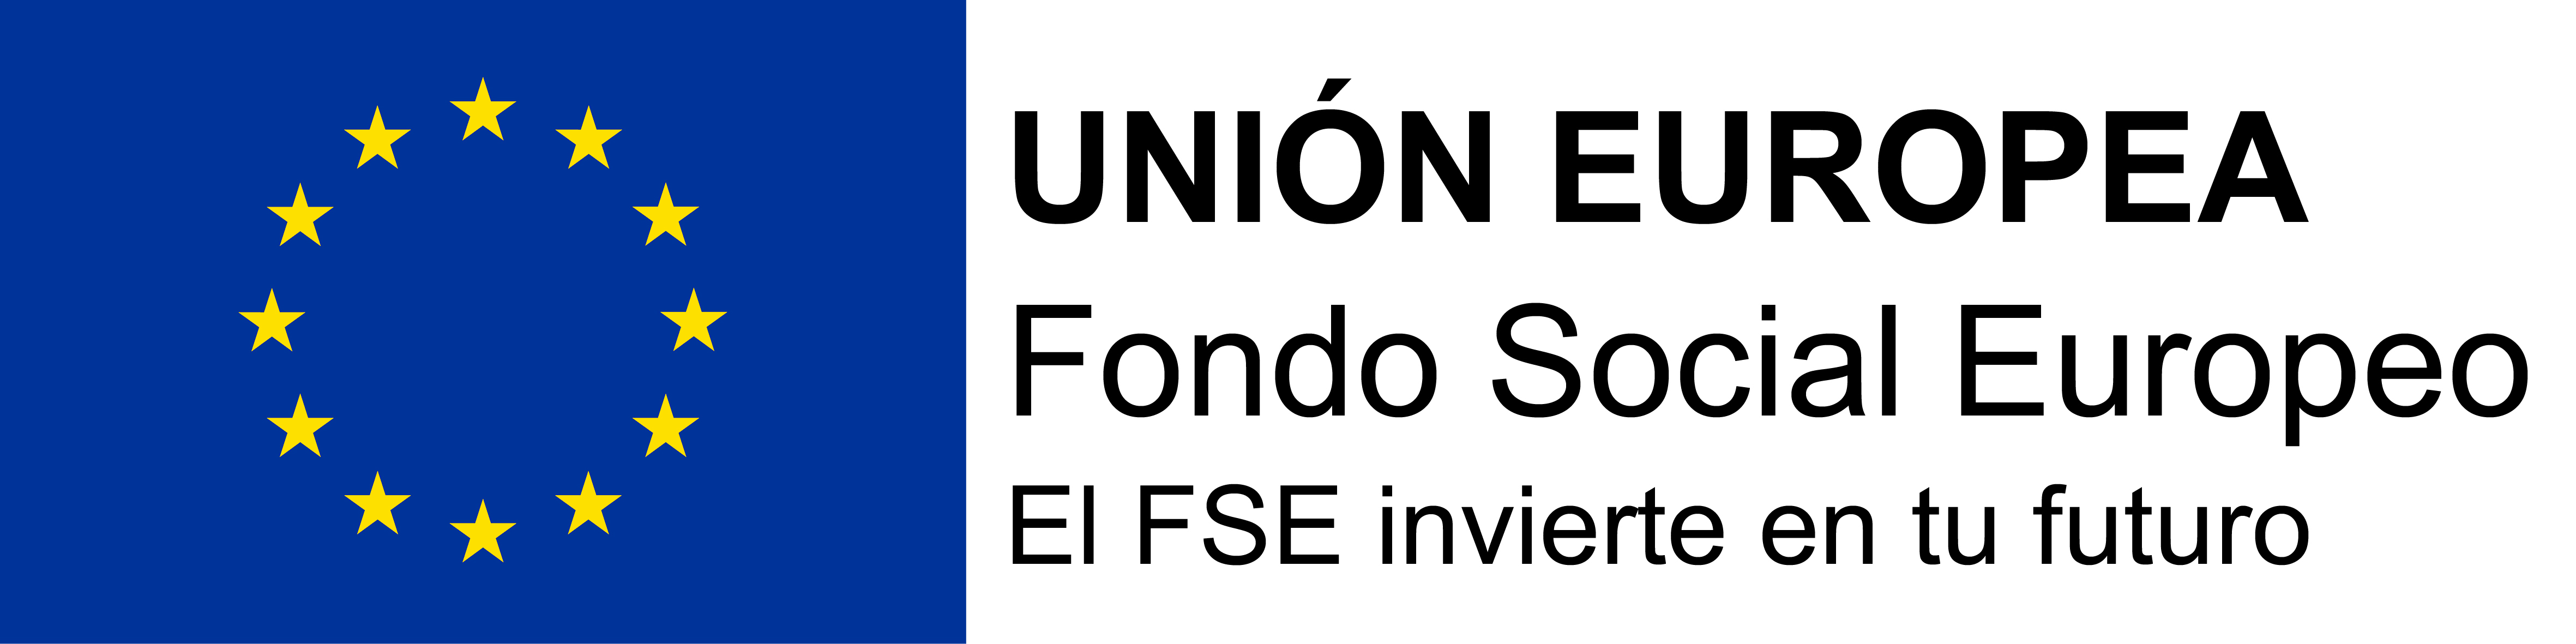 UNIÓN EUROPEA
Fondo Social Europeo
El FSE invierte en tu futuro